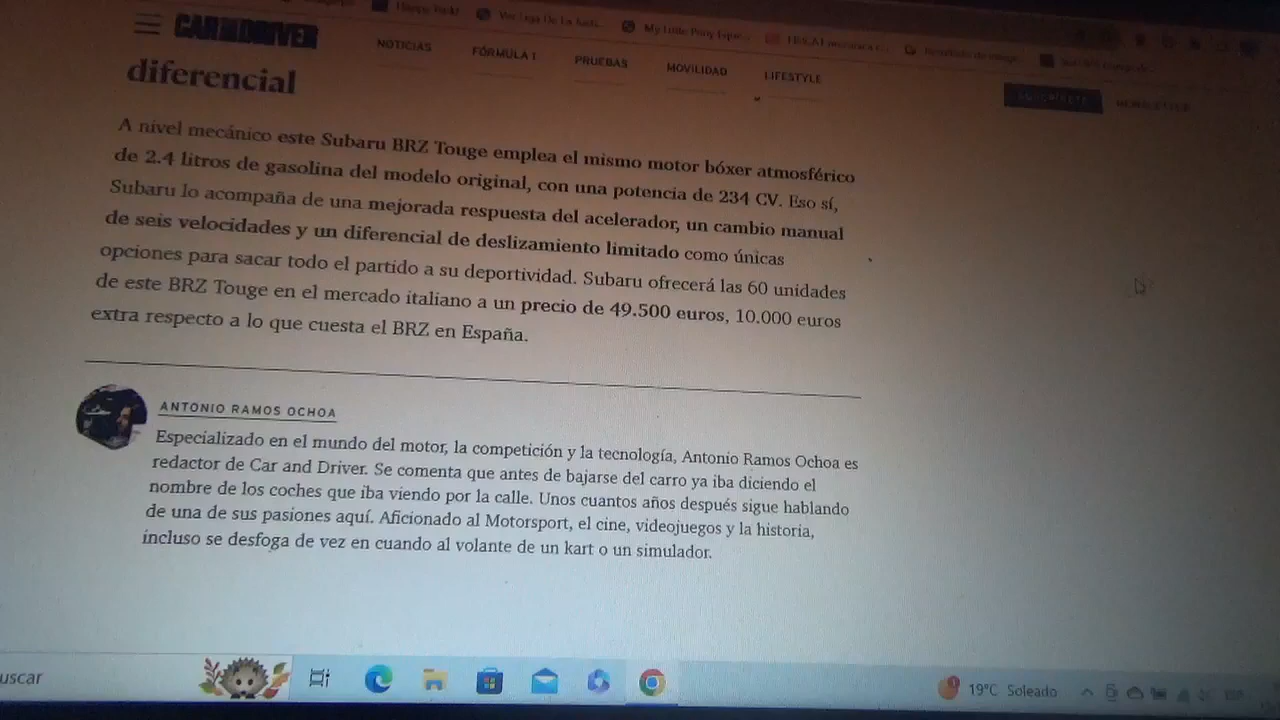 CAR AND DRIVER
NOTICIAS
FÓRMULA 1
PRUEBAS
MOVILIDAD
LIFESTYLE
SUSCRÍBETE
NEWSLETTER
diferencial
A nivel mecánico este Subaru BRZ Touge emplea el mismo motor bóxer atmosférico
de 2.4 litros de gasolina del modelo original, con una potencia de 234 CV. Eso sí,
Subaru lo acompaña de una mejorada respuesta del acelerador, un cambio manual
de seis velocidades y un diferencial de deslizamiento limitado como únicas
opciones para sacar todo el partido a su deportividad. Subaru ofrecerá las 60 unidades
de este BRZ Touge en el mercado italiano a un precio de 49.500 euros, 10.000 euros
extra respecto a lo que cuesta el BRZ en España.
ANTONIO RAMOS OCHOA
Especializado en el mundo del motor, la competición y la tecnología, Antonio Ramos Ochoa es
redactor de Car and Driver. Se comenta que antes de bajarse del carro ya iba diciendo el
nombre de los coches que iba viendo por la calle. Unos cuantos años después sigue hablando
de una de sus pasiones aquí. Aficionado al Motorsport, el cine, videojuegos y la historia,
incluso se desfoga de vez en cuando al volante de un kart o un simulador.
uscar
19°C Soleado
ESP